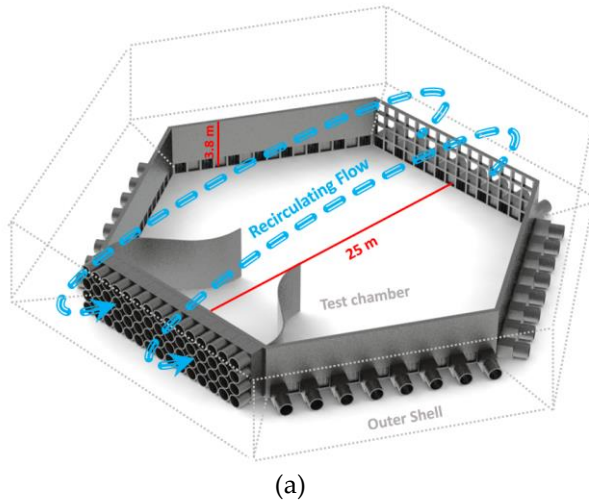 3.8 m
Recirculating Flow
25 m
Test chamber
Outer Shell
(a)